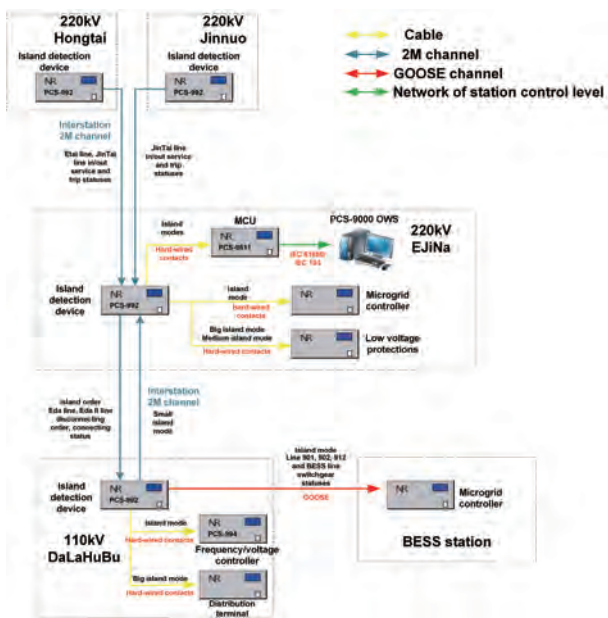 220kV
Hongtai
Island detection
device
NR
PCS-992
220kV
Jinnuo
Island detection
device
NR
PCS-992
Cable
2M channel
GOOSE channel
Network of station control level
Interstation
2M channel
Etai line, JinTai
line in/out
service and
trip statuses
JinTai line
in/out service
and trip
statuses
Island
modes
Hard-wired
contacts
MCU
NR
PCS-9611
IEC 61850/
IEC 104
PCS-9000 OWS
220kV
EJiNa
Island
detection
device
NR
PCS-992
Island
mode
Hard-wired
contacts
NR
Microgrid
controller
Big island mode
Medium island mode
Hard-wired contacts
NR
Low voltage
protections
island order
Eda line, Eda II line
disconnecting
order, connecting
status
Interstation
2M channel
Small
island
mode
Island
detection
device
NR
PCS-992
Island mode
Line 901, 902, 912
and BESS line
switchgear
statuses
GOOSE
NR
Microgrid
controller
BESS station
110kV
DaLaHuBu
Island mode
Hard-wired contacts
NR
PCS-994
Frequency/voltage
controller
Big island mode
Hard-wired contacts
NR
Distribution
terminal